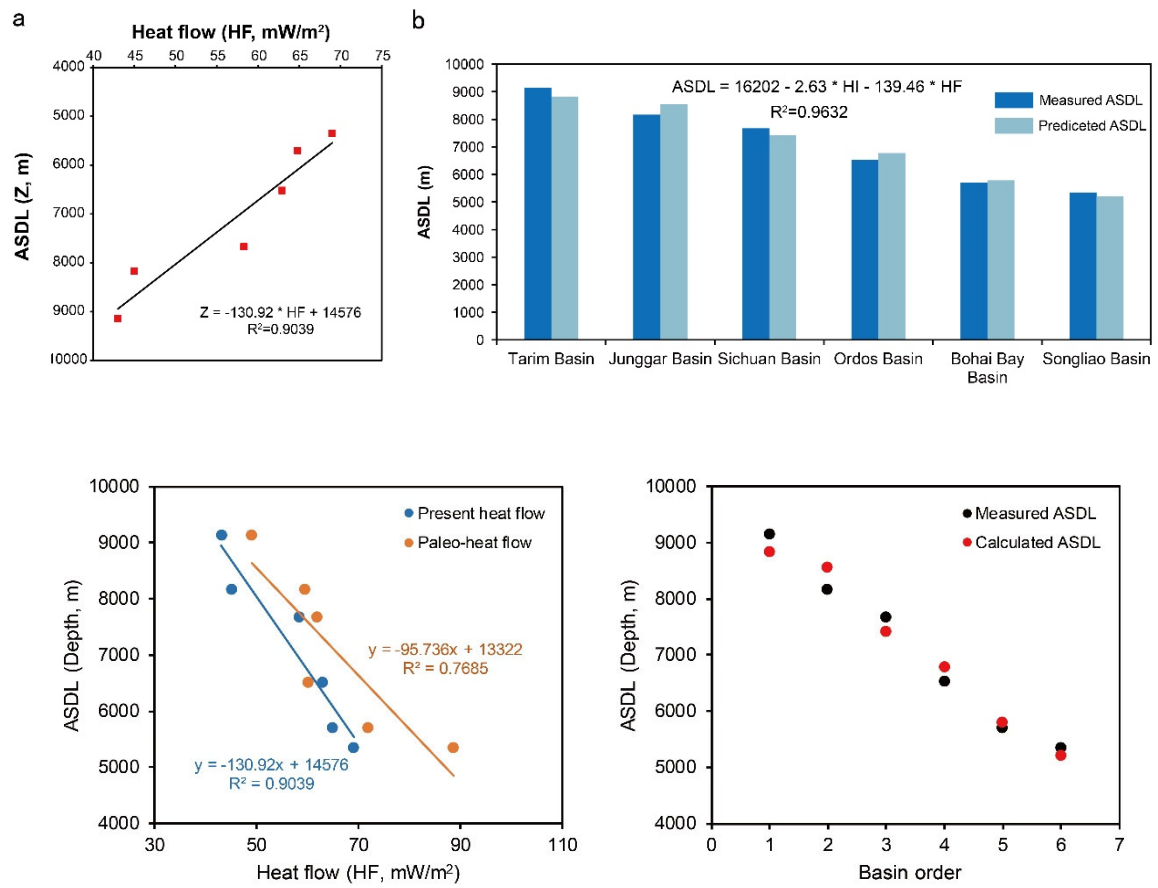 a
Heat flow (HF, mW/m²)
40 45 50 55 60 65 70 75
4000
5000
6000
7000
8000
9000
10000
ASDL (Z, m)
Z = -130.92 * HF + 14576
R²=0.9039
b
10000
9000
8000
7000
6000
5000
4000
3000
2000
1000
0
ASDL (m)
ASDL = 16202 - 2.63 * HI - 139.46 * HF
R²=0.9632
Measured ASDL
Prediceted ASDL
Tarim Basin Junggar Basin Sichuan Basin Ordos Basin Bohai Bay Songliao Basin
Basin
10000
9000
8000
7000
6000
5000
4000
ASDL (Depth, m)
Present heat flow
Paleo-heat flow
y = -95.736x + 13322
R² = 0.7685
y = -130.92x + 14576
R² = 0.9039
30 50 70 90 110
Heat flow (HF, mW/m²)
10000
9000
8000
7000
6000
5000
4000
ASDL (Depth, m)
Measured ASDL
Calculated ASDL
0 1 2 3 4 5 6 7
Basin order